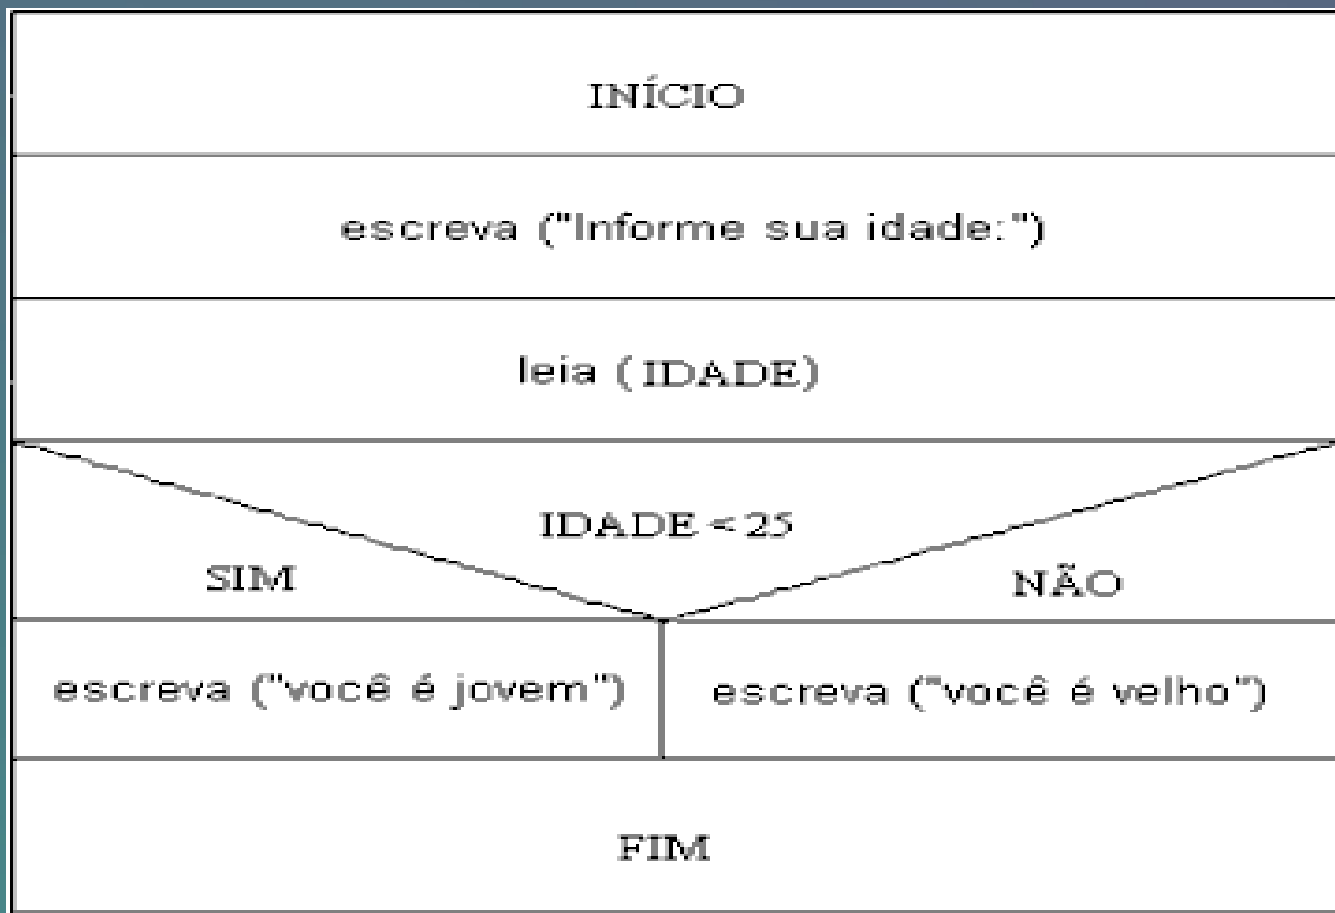 INÍCIO
escreva ("Informe sua idade:")
leia (IDADE)
IDADE < 25
SIM
NÃO
escreva ("você é jovem")
escreva ("você é velho")
FIM